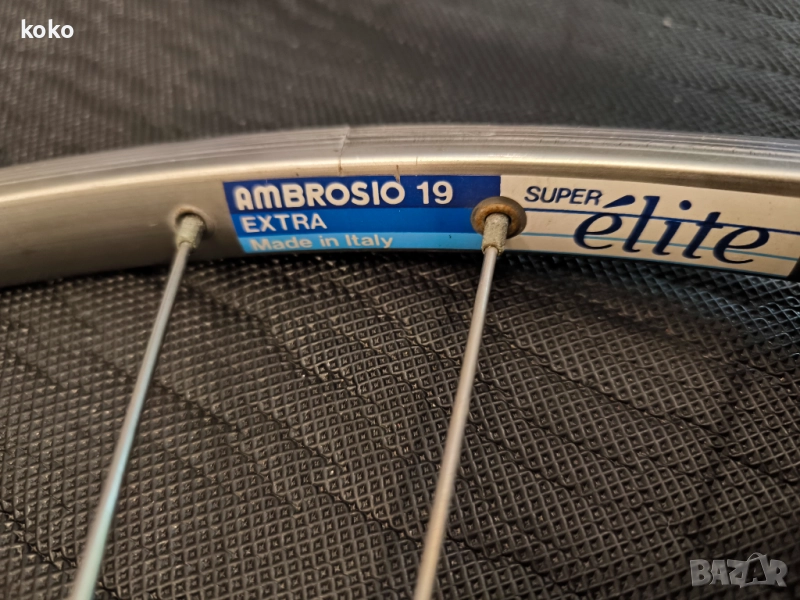 koko
AMBROSIO 19
EXTRA
Made in Italy
SUPER
élite
BAZAR